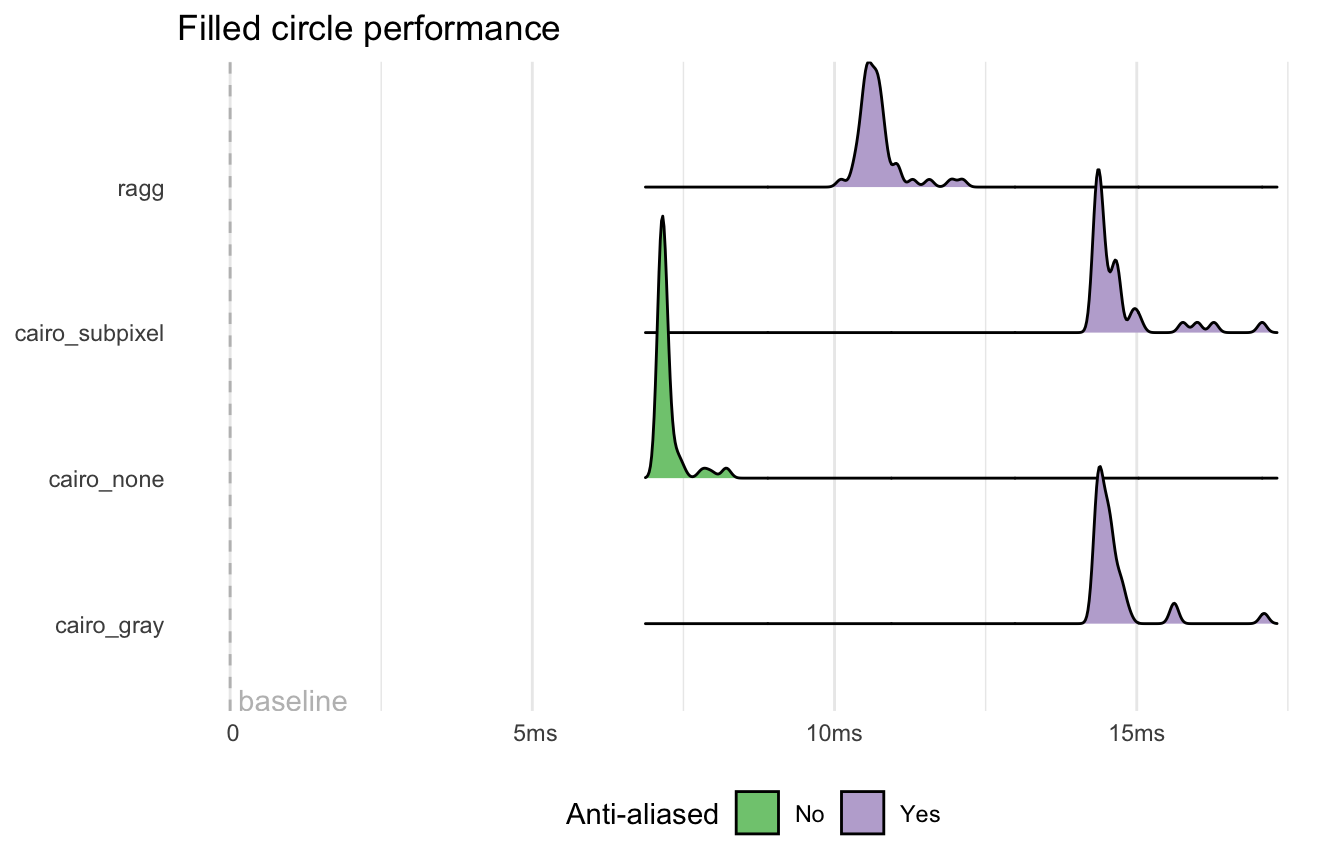 Filled circle performance
ragg
cairo_subpixel
cairo_none
cairo_gray
baseline
0 5ms 10ms 15ms
Anti-aliased No Yes